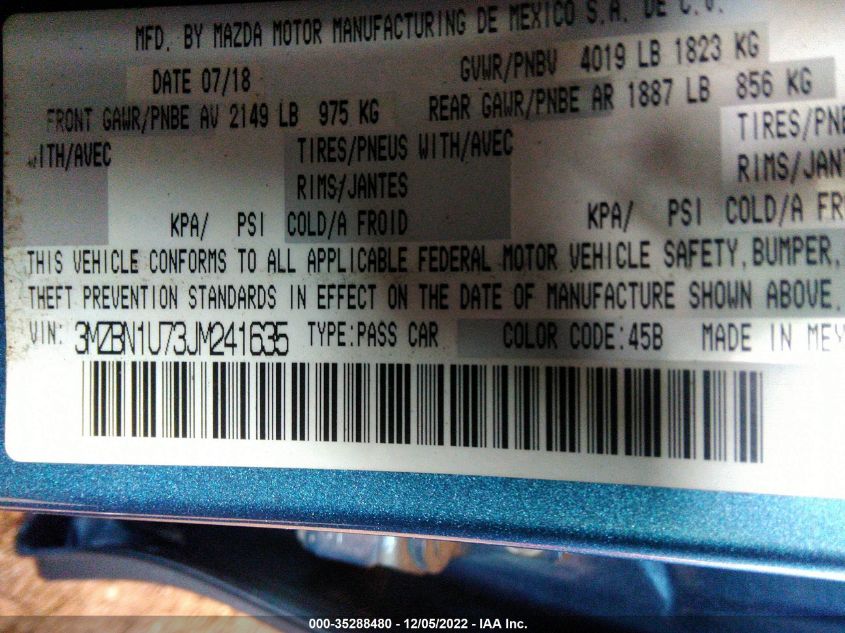 MFD. BY MAZDA MOTOR MANUFACTURING DE MEXICO S.A. DE C.V.
DATE 07/18 GVWR/PNBV 4019 LB 1823 KG
FRONT GAWR/PNBE AV 2149 LB 975 KG REAR GAWR/PNBE AR 1887 LB 856 KG
WITH/AVEC TIRES/PNEUS WITH/AVEC TIRES/PNE
RIMS/JANTES RIMS/JANT
KPA/ PSI COLD/A FROID KPA/ PSI COLD/A FR
THIS VEHICLE CONFORMS TO ALL APPLICABLE FEDERAL MOTOR VEHICLE SAFETY, BUMPER,
THEFT PREVENTION STANDARDS IN EFFECT ON THE DATE OF MANUFACTURE SHOWN ABOVE.
VIN: 3MZBN1U73JM241635 TYPE:PASS CAR COLOR CODE:45B MADE IN MEX
000-35288480 - 12/05/2022 - IAA Inc.